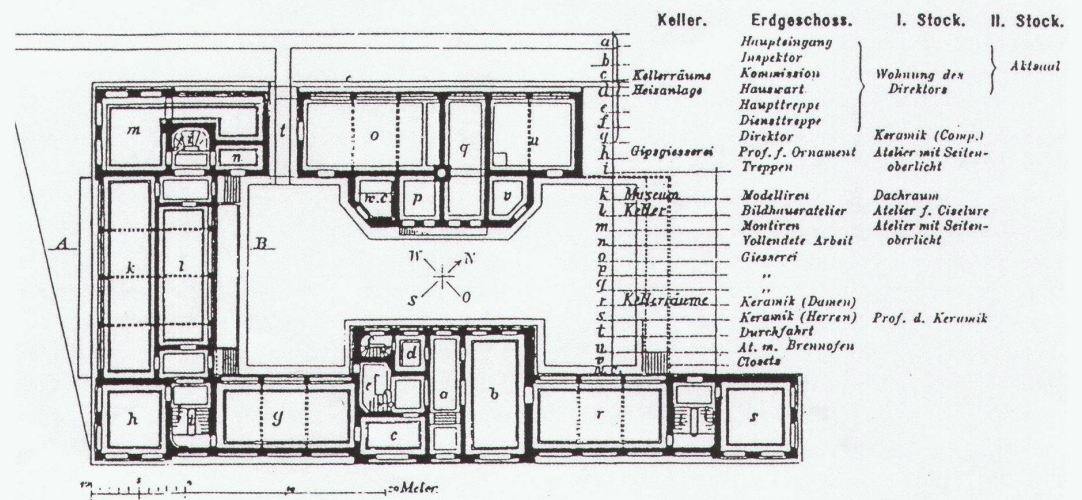 Keller. Erdgeschoss. I. Stock. II. Stock.
a Haupteingang
b Inspektor
c Kellerräume Kommission Wohnung des
d Heizanlage Hauswart Direktors
Aktsaal
e Haupttreppe
f Diensttreppe
g Direktor Keramik (Comp.)
h Gipsgiesserei Prof. f. Ornament Atelier mit Seiten-
i Treppen oberlicht
k Museum Modelliren Dachraum
l Keller Bildhaueratelier Atelier f. Ciselure
m Montiren Atelier mit Seiten-
n Vollendete Arbeit oberlicht
o Giesserei
p "
q "
r Kellerräume Keramik (Damen)
s Keramik (Herren) Prof. d. Keramik
t Durchfahrt
u At. m. Brennofen
v Closets
m i n t o q u
w.c. p v
A k l B
W N
S O
d
h i g e c a b r i s
Meter